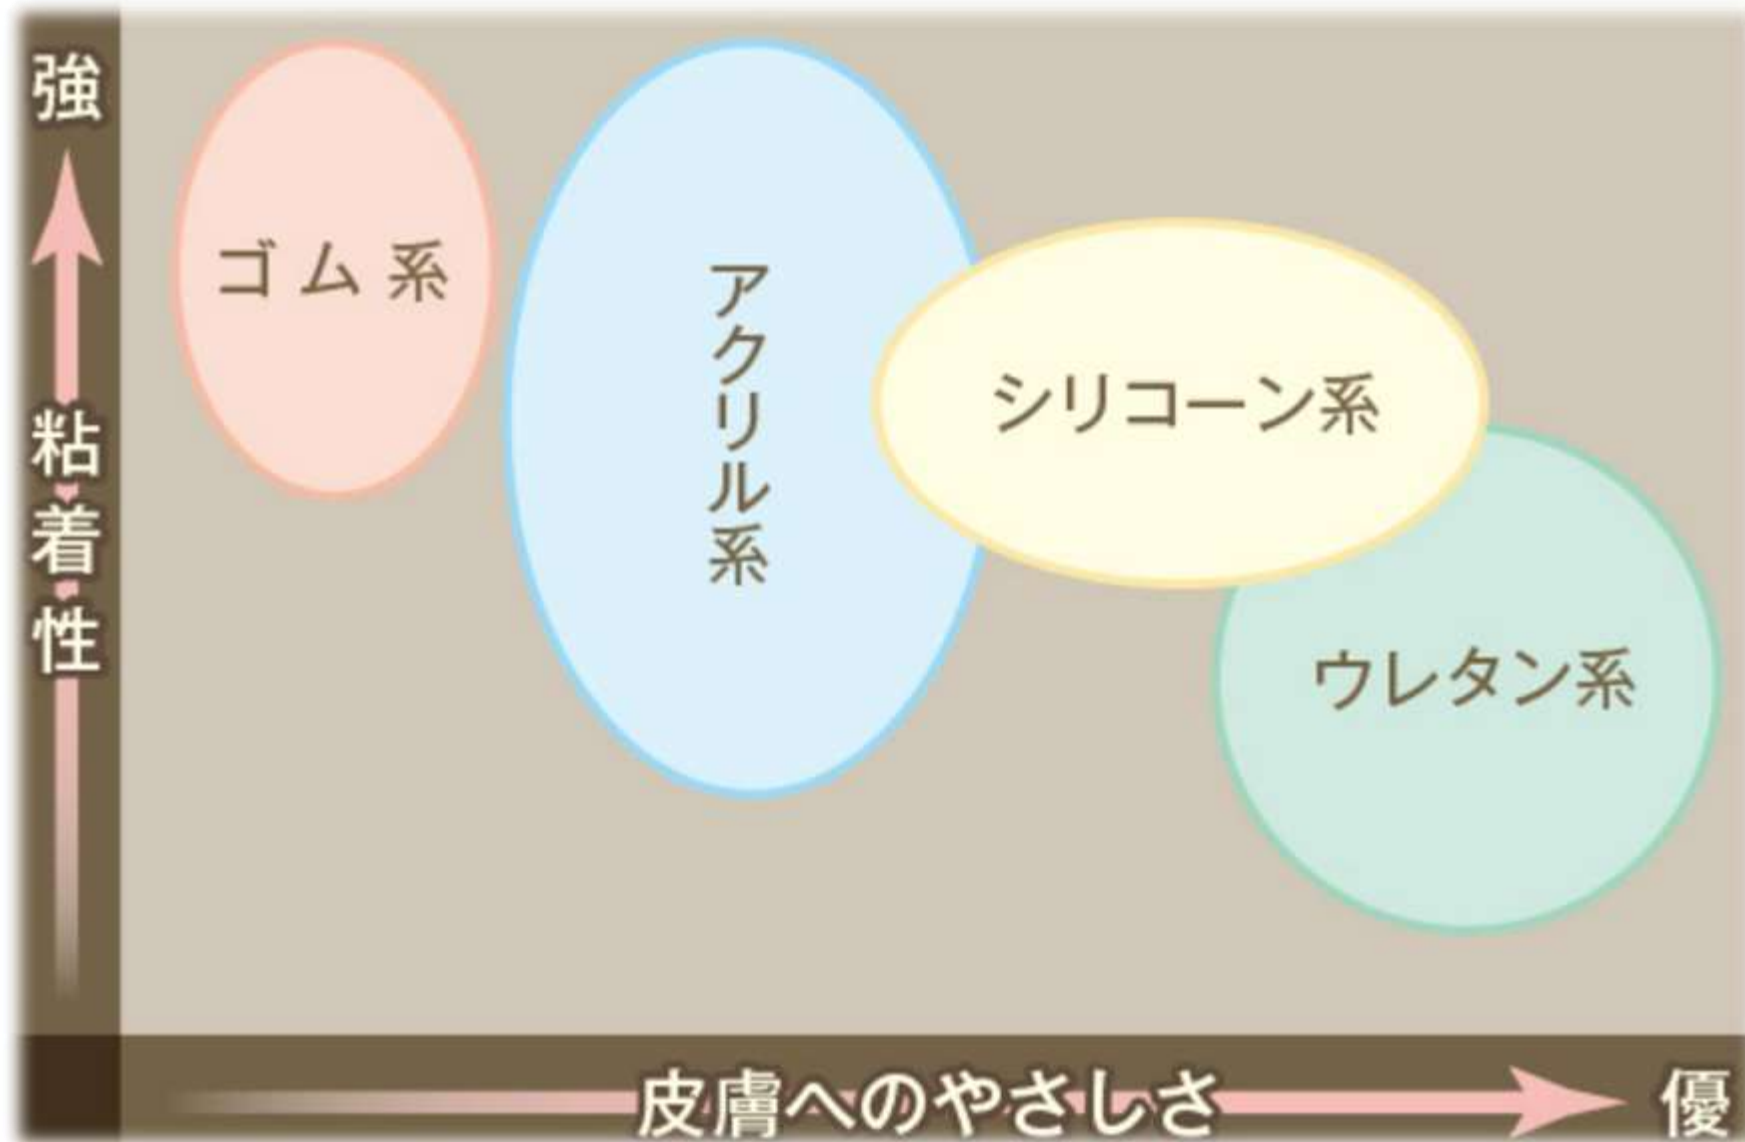 強
粘着性
ゴム系
アクリル系
シリコーン系
ウレタン系
皮膚へのやさしさ
優